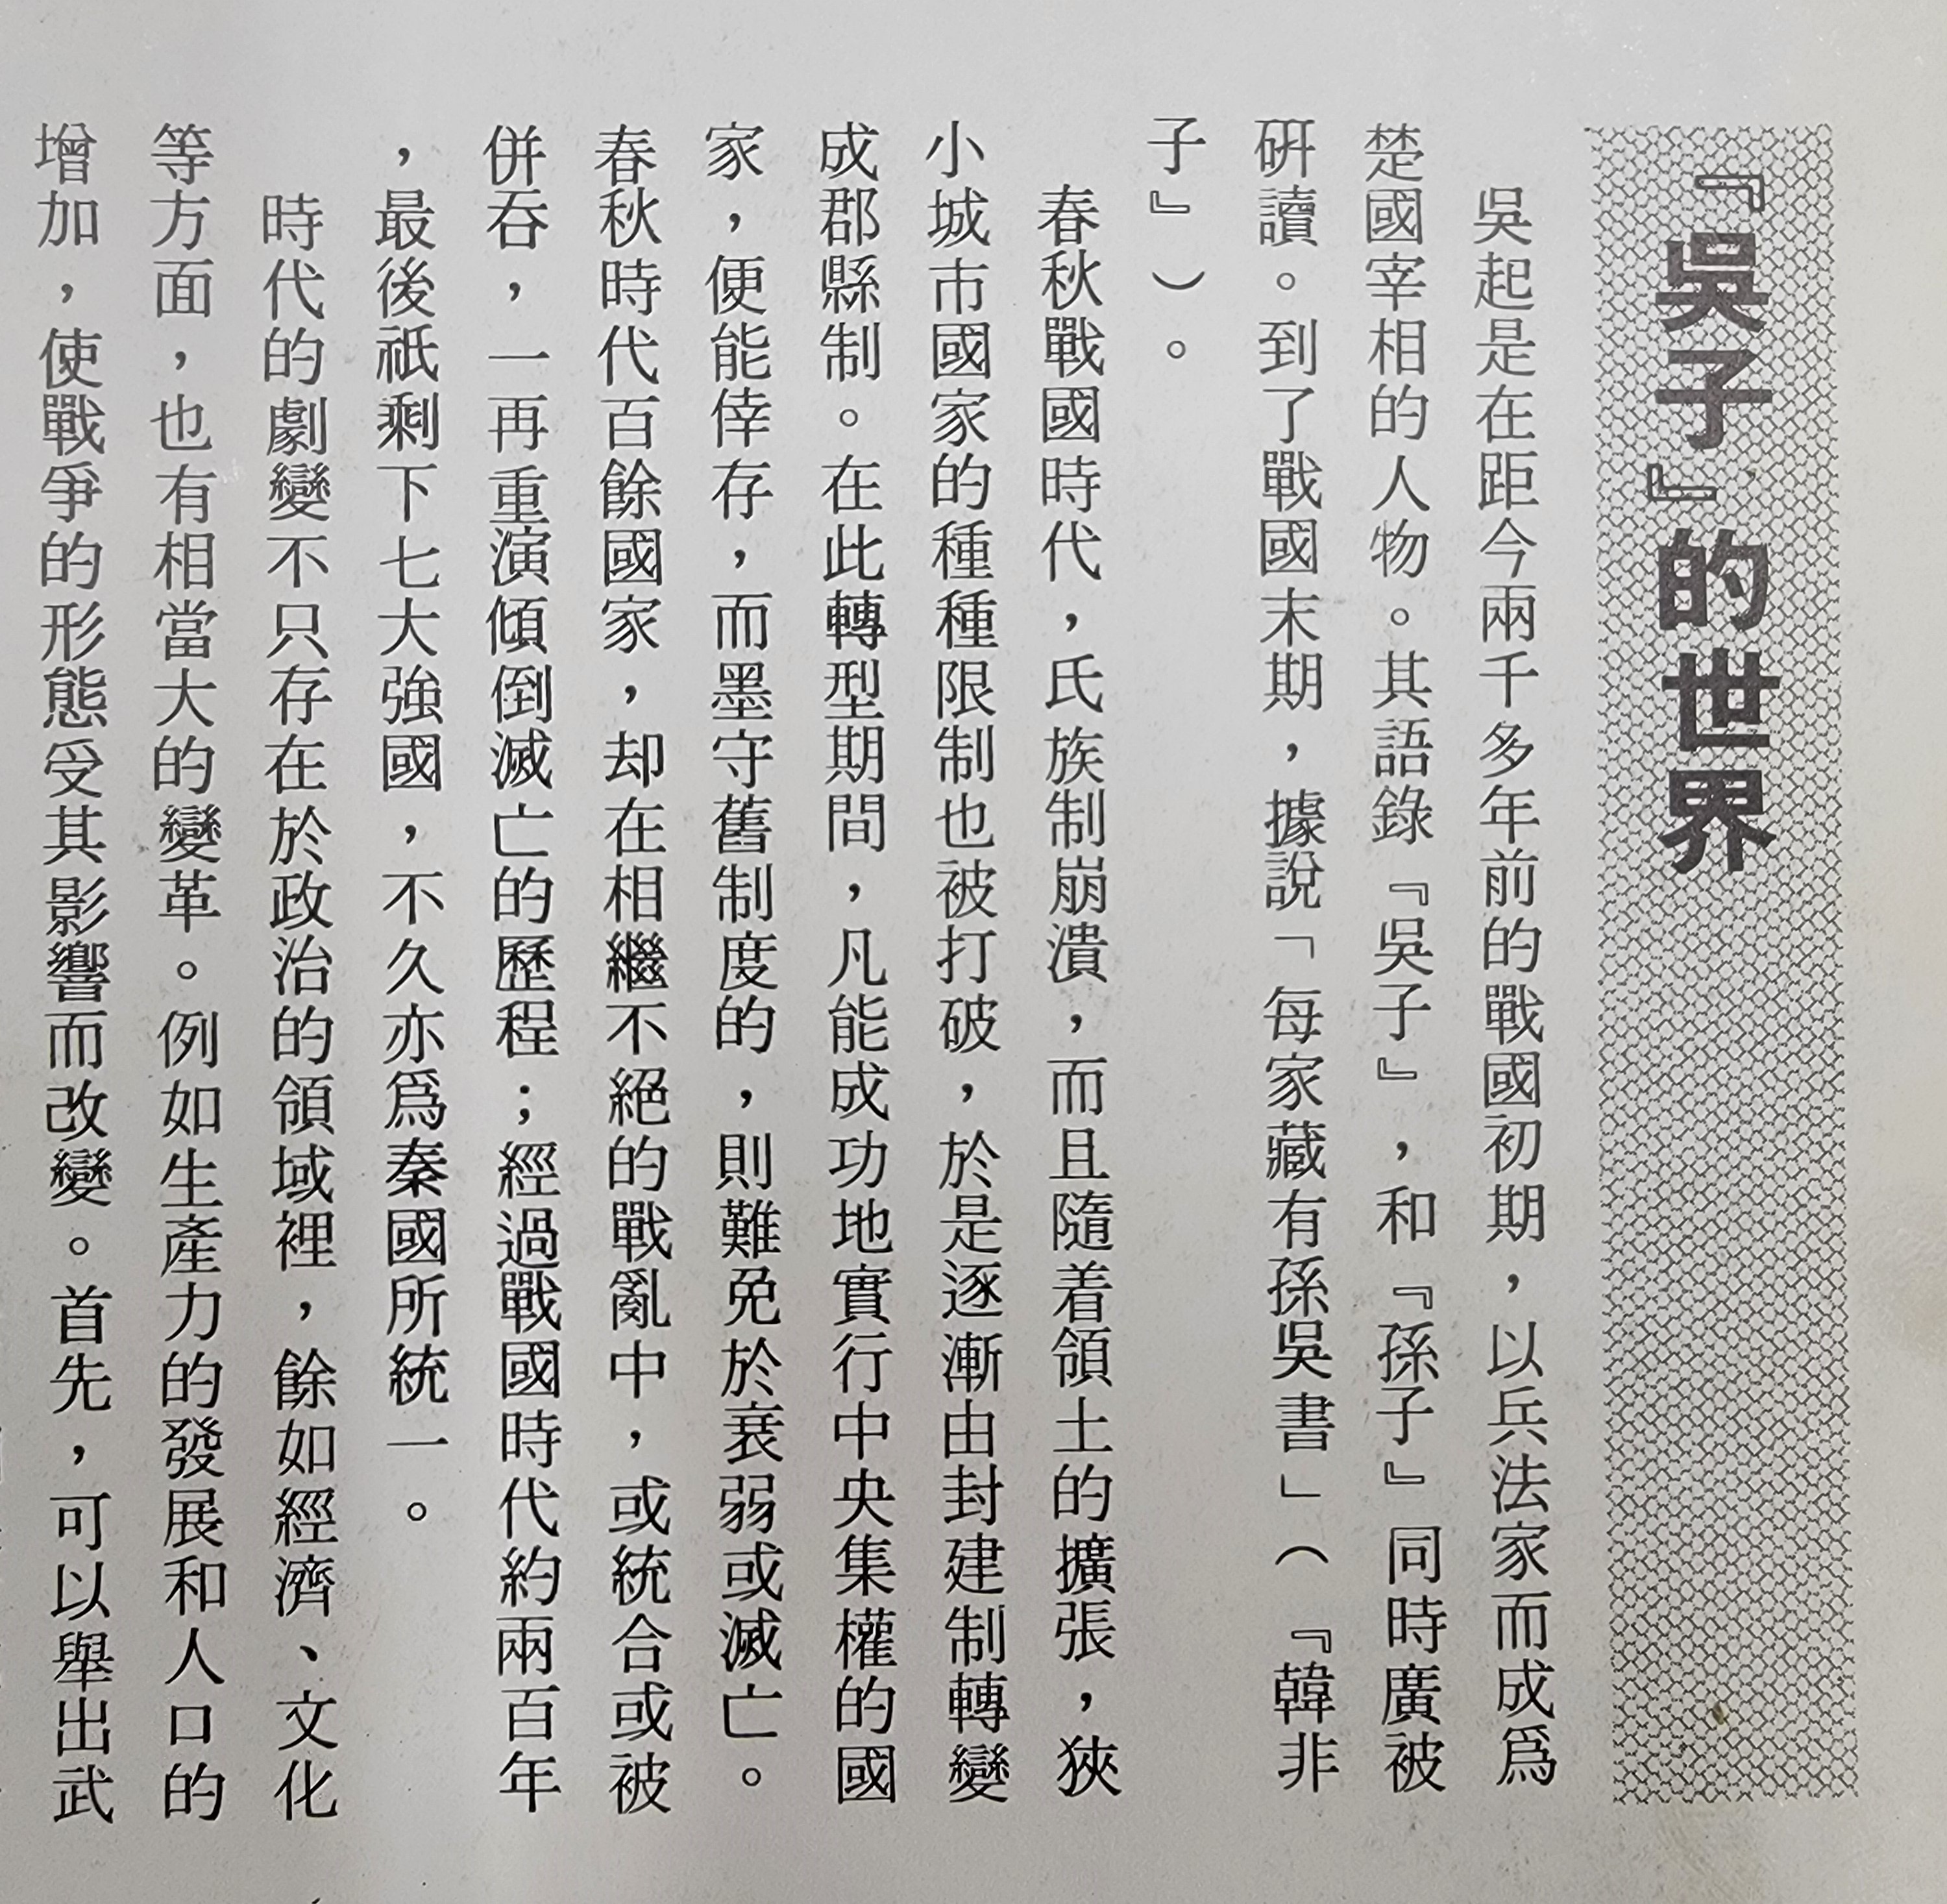 『吳子』的世界
吳起是在距今兩千多年前的戰國初期，以兵法家而成爲
楚國宰相的人物。其語錄『吳子』，和『孫子』同時廣被
硏讀。到了戰國末期，據說「每家藏有孫吳書」（『韓非
子』）。
春秋戰國時代，氏族制崩潰，而且隨着領土的擴張，狹
小城市國家的種種限制也被打破，於是逐漸由封建制轉變
成郡縣制。在此轉型期間，凡能成功地實行中央集權的國
家，便能倖存，而墨守舊制度的，則難免於衰弱或滅亡。
春秋時代百餘國家，却在相繼不絕的戰亂中，或統合或被
併吞，一再重演傾倒滅亡的歷程；經過戰國時代約兩百年
，最後祇剩下七大強國，不久亦爲秦國所統一。
時代的劇變不只存在於政治的領域裡，餘如經濟、文化
等方面，也有相當大的變革。例如生產力的發展和人口的
增加，使戰爭的形態受其影響而改變。首先，可以舉出武